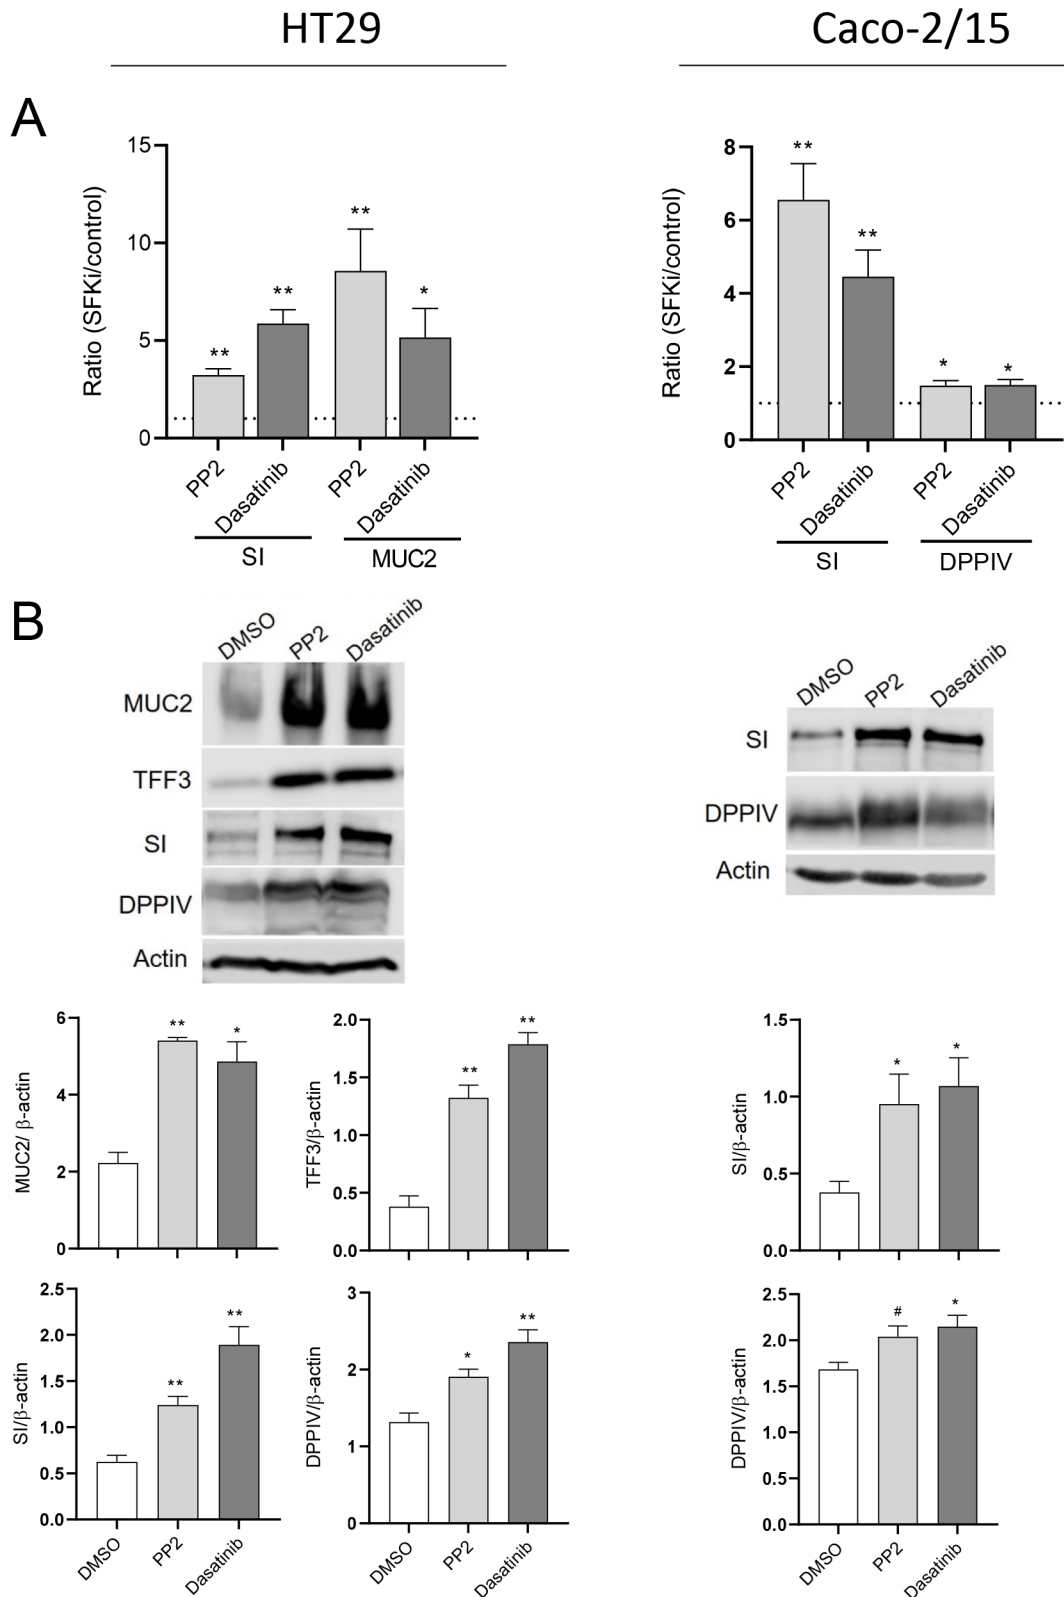 HT29
Caco-2/15
A
Ratio (SFKi/control)
15
10
5
0
**
**
**
*
PP2
Dasatinib
PP2
Dasatinib
SI
MUC2
Ratio (SFKi/control)
8
6
4
2
0
**
**
*
*
PP2
Dasatinib
PP2
Dasatinib
SI
DPPIV
B
DMSO
PP2
Dasatinib
MUC2
TFF3
SI
DPPIV
Actin
DMSO
PP2
Dasatinib
SI
DPPIV
Actin
MUC2/ β-actin
6
4
2
0
**
*
TFF3/β-actin
2.0
1.5
1.0
0.5
0.0
**
**
SI/β-actin
1.5
1.0
0.5
0.0
*
*
SI/β-actin
2.5
2.0
1.5
1.0
0.5
0.0
**
**
DMSO
PP2
Dasatinib
DPPIV/β-actin
3
2
1
0
*
**
DMSO
PP2
Dasatinib
DPPIV/β-actin
2.5
2.0
1.5
1.0
0.5
0.0
#
*
DMSO
PP2
Dasatinib